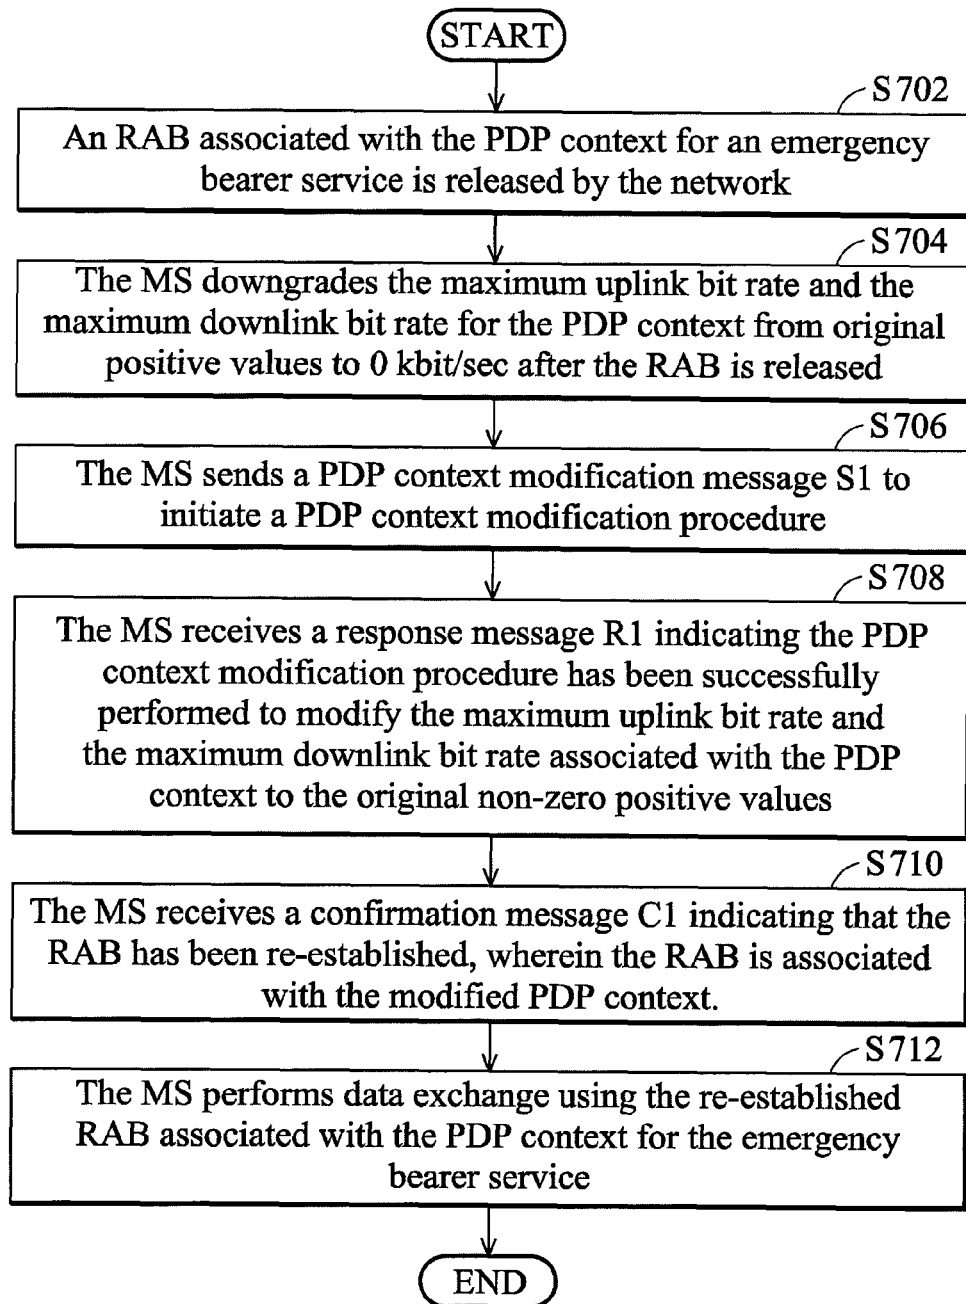 START
S702
An RAB associated with the PDP context for an emergency
bearer service is released by the network
S704
The MS downgrades the maximum uplink bit rate and the
maximum downlink bit rate for the PDP context from original
positive values to 0 kbit/sec after the RAB is released
S706
The MS sends a PDP context modification message S1 to
initiate a PDP context modification procedure
S708
The MS receives a response message R1 indicating the PDP
context modification procedure has been successfully
performed to modify the maximum uplink bit rate and
the maximum downlink bit rate associated with the PDP
context to the original non-zero positive values
S710
The MS receives a confirmation message C1 indicating that the
RAB has been re-established, wherein the RAB is associated
with the modified PDP context.
S712
The MS performs data exchange using the re-established
RAB associated with the PDP context for the emergency
bearer service
END